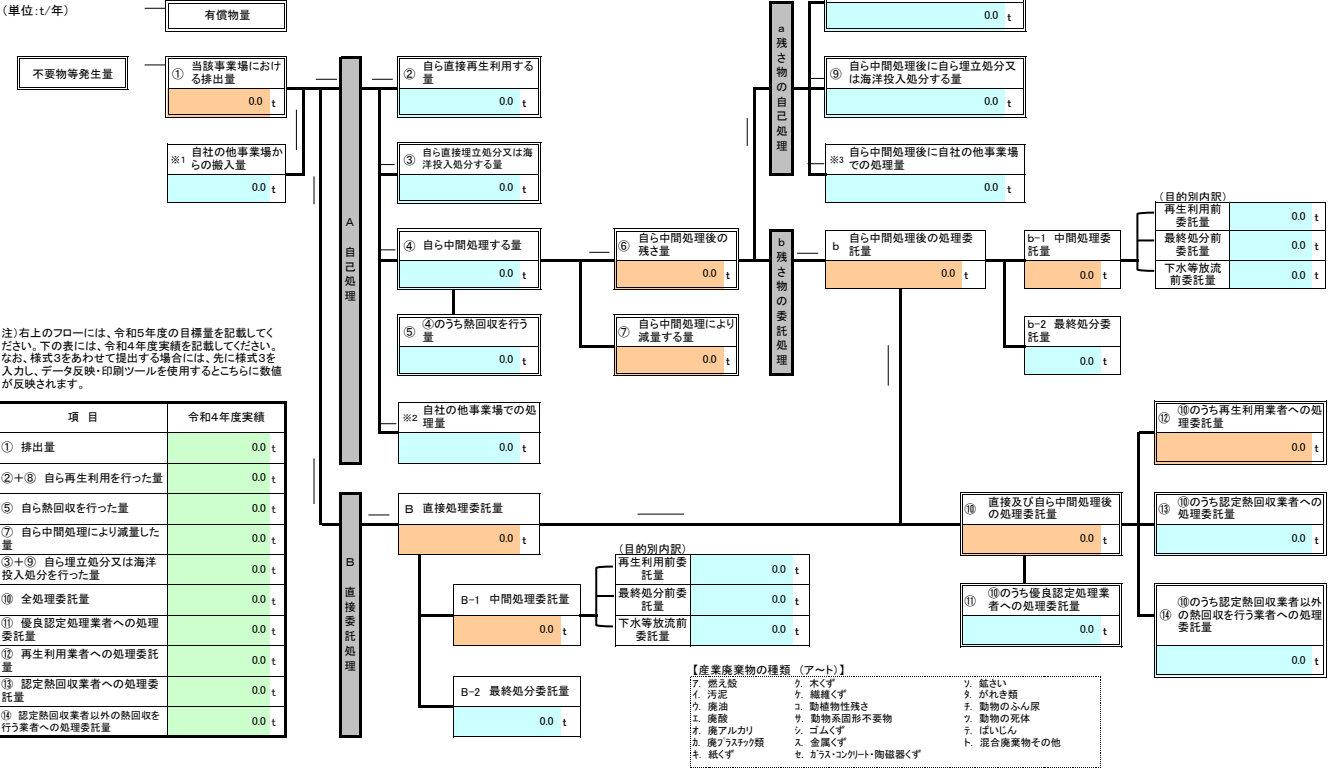 (単位:t/年)
有償物量
0.0 t
不要物等発生量
① 当該事業場におけ
る排出量
0.0 t
※1 自社の他事業場か
らの搬入量
0.0 t
A 自己処理
② 自ら直接再生利用する
量
0.0 t
③ 自ら直接埋立処分又は海
洋投入処分する量
0.0 t
④ 自ら中間処理する量
0.0 t
⑤ ④のうち熱回収を行う
量
0.0 t
※2 自社の他事業場での処
理量
0.0 t
⑥ 自ら中間処理後の
残さ量
0.0 t
⑦ 自ら中間処理により
減量する量
0.0 t
a 残さ物の自己処理
⑨ 自ら中間処理後に自ら埋立処分又
は海洋投入処分する量
0.0 t
※3 自ら中間処理後に自社の他事業場
での処理量
0.0 t
b 残さ物の委託処理
b 自ら中間処理後の処理委
託量
0.0 t
b-1 中間処理委
託量
0.0 t
(目的別内訳)
再生利用前
委託量
0.0 t
最終処分前
委託量
0.0 t
下水等放流
前委託量
0.0 t
b-2 最終処分委
託量
0.0 t
注)右上のフローには、令和5年度の目標量を記載してく
ださい。下の表には、令和4年度実績を記載してください。
なお、様式3をあわせて提出する場合には、先に様式3を
入力し、データ反映・印刷ツールを使用するとこちらに数値
が反映されます。
項 目 令和4年度実績
① 排出量 0.0 t
②+⑧ 自ら再生利用を行った量 0.0 t
⑤ 自ら熱回収を行った量 0.0 t
⑦ 自ら中間処理により減量した
量 0.0 t
③+⑨ 自ら埋立処分又は海洋
投入処分を行った量 0.0 t
⑩ 全処理委託量 0.0 t
⑪ 優良認定処理業者への処理
委託量 0.0 t
⑫ 再生利用業者への処理委託
量 0.0 t
⑬ 認定熱回収業者への処理委
託量 0.0 t
⑭ 認定熱回収業者以外の熱回収を
行う業者への処理委託量 0.0 t
B 直接委託処理
B 直接処理委託量
0.0 t
B-1 中間処理委託量
0.0 t
(目的別内訳)
再生利用前委
託量
0.0 t
最終処分前委
託量
0.0 t
下水等放流前
委託量
0.0 t
B-2 最終処分委託量
0.0 t
⑩ 直接及び自ら中間処理後
の処理委託量
0.0 t
⑪ ⑩のうち優良認定処理業
者への処理委託量
0.0 t
⑫ ⑩のうち再生利用業者への処
理委託量
0.0 t
⑬ ⑩のうち認定熱回収業者への
処理委託量
0.0 t
⑭ ⑩のうち認定熱回収業者以外
の熱回収を行う業者への処理
委託量
0.0 t
【産業廃棄物の種類 (ア~ト)】
ア. 燃え殻 ク. 木くず ソ. 鉱さい
イ. 汚泥 ケ. 繊維くず タ. がれき類
ウ. 廃油 コ. 動植物性残さ チ. 動物のふん尿
エ. 廃酸 サ. 動物系固形不要物 ツ. 動物の死体
オ. 廃アルカリ シ. ゴムくず テ. ばいじん
カ. 廃プラスチック類 ス. 金属くず ト. 混合廃棄物その他
キ. 紙くず セ. ガラス・コンクリート・陶磁器くず